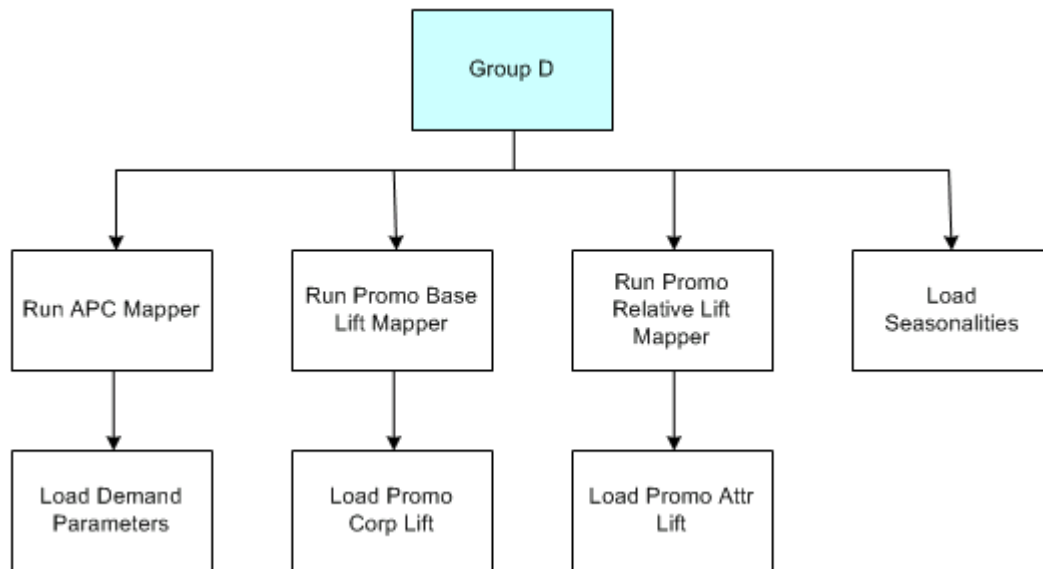 Group D
Run APC Mapper
Run Promo Base
Lift Mapper
Run Promo
Relative Lift
Mapper
Load
Seasonalities
Load Demand
Parameters
Load Promo
Corp Lift
Load Promo Attr
Lift